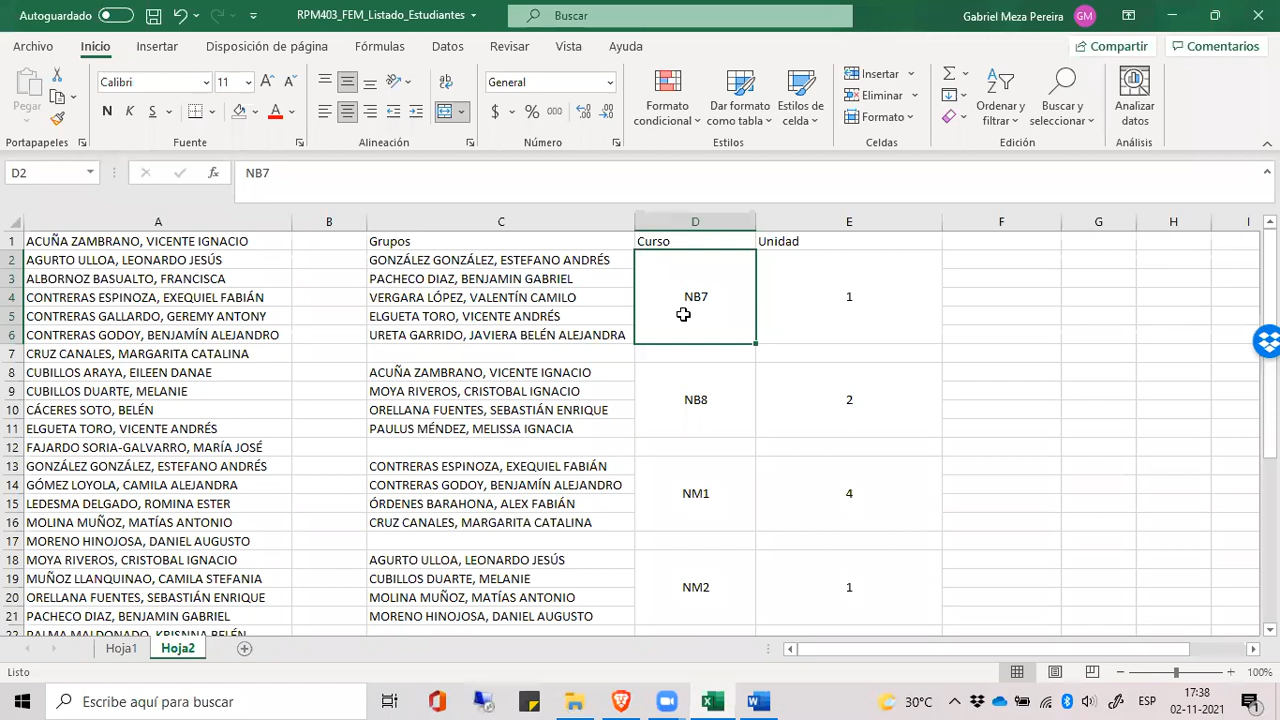 Autoguardado RPM403_FEM_Listado_Estudiantes Buscar Gabriel Meza Pereira GM
Archivo Inicio Insertar Disposición de página Fórmulas Datos Revisar Vista Ayuda Compartir Comentarios
Pegar Calibri 11 General Formato condicional Dar formato como tabla Estilos de celda Insertar Eliminar Formato Ordenar y filtrar Buscar y seleccionar Analizar datos
N K S $ % 000
Portapapeles Fuente Alineación Número Estilos Celdas Edición Análisis
D2 fx NB7
A B C D E F G H I
1 ACUÑA ZAMBRANO, VICENTE IGNACIO Grupos Curso Unidad
2 AGURTO ULLOA, LEONARDO JESÚS GONZÁLEZ GONZÁLEZ, ESTEFANO ANDRÉS
3 ALBORNOZ BASUALTO, FRANCISCA PACHECO DIAZ, BENJAMIN GABRIEL
4 CONTRERAS ESPINOZA, EXEQUIEL FABIÁN VERGARA LÓPEZ, VALENTÍN CAMILO NB7 1
5 CONTRERAS GALLARDO, GEREMY ANTONY ELGUETA TORO, VICENTE ANDRÉS
6 CONTRERAS GODOY, BENJAMÍN ALEJANDRO URETA GARRIDO, JAVIERA BELÉN ALEJANDRA
7 CRUZ CANALES, MARGARITA CATALINA
8 CUBILLOS ARAYA, EILEEN DANAE ACUÑA ZAMBRANO, VICENTE IGNACIO
9 CUBILLOS DUARTE, MELANIE MOYA RIVEROS, CRISTOBAL IGNACIO NB8 2
10 CÁCERES SOTO, BELÉN ORELLANA FUENTES, SEBASTIÁN ENRIQUE
11 ELGUETA TORO, VICENTE ANDRÉS PAULUS MÉNDEZ, MELISSA IGNACIA
12 FAJARDO SORIA-GALVARRO, MARÍA JOSÉ
13 GONZÁLEZ GONZÁLEZ, ESTEFANO ANDRÉS CONTRERAS ESPINOZA, EXEQUIEL FABIÁN
14 GÓMEZ LOYOLA, CAMILA ALEJANDRA CONTRERAS GODOY, BENJAMÍN ALEJANDRO NM1 4
15 LEDESMA DELGADO, ROMINA ESTER ÓRDENES BARAHONA, ALEX FABIÁN
16 MOLINA MUÑOZ, MATÍAS ANTONIO CRUZ CANALES, MARGARITA CATALINA
17 MORENO HINOJOSA, DANIEL AUGUSTO
18 MOYA RIVEROS, CRISTOBAL IGNACIO AGURTO ULLOA, LEONARDO JESÚS
19 MUÑOZ LLANQUINAO, CAMILA STEFANIA CUBILLOS DUARTE, MELANIE NM2 1
20 ORELLANA FUENTES, SEBASTIÁN ENRIQUE MOLINA MUÑOZ, MATÍAS ANTONIO
21 PACHECO DIAZ, BENJAMIN GABRIEL MORENO HINOJOSA, DANIEL AUGUSTO
22 PALMA MALDONADO, KRISNNA BELÉN
Hoja1 Hoja2
Listo 100%
Escribe aquí para buscar 30°C ESP 17:38
02-11-2021